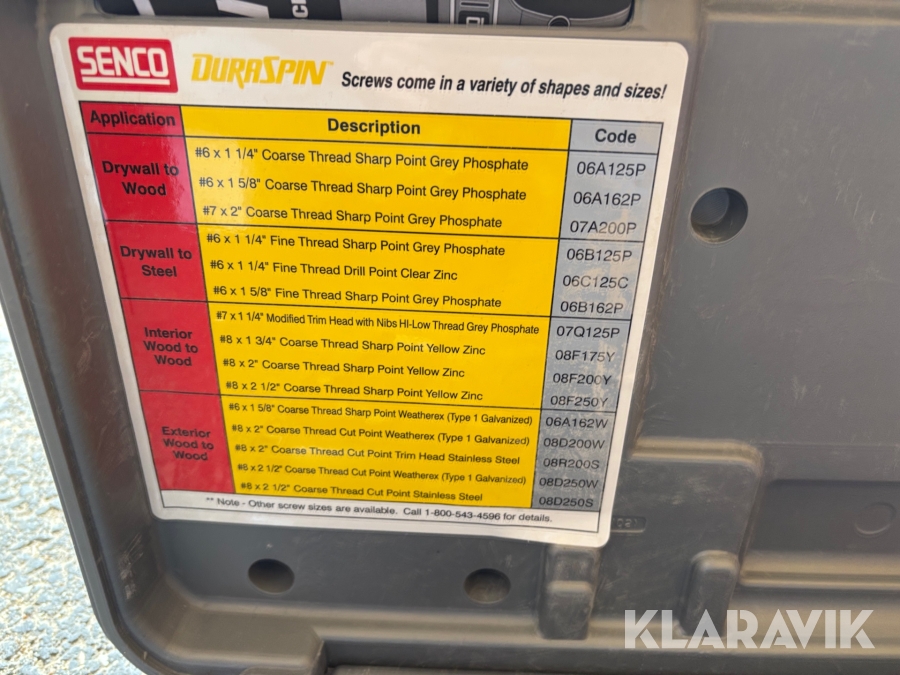 SENCO DURASPIN Screws come in a variety of shapes and sizes!
Application Description Code
Drywall to Wood
#6 x 1 1/4" Coarse Thread Sharp Point Grey Phosphate 06A125P
#6 x 1 5/8" Coarse Thread Sharp Point Grey Phosphate 06A162P
#7 x 2" Coarse Thread Sharp Point Grey Phosphate 07A200P
Drywall to Steel
#6 x 1 1/4" Fine Thread Sharp Point Grey Phosphate 06B125P
#6 x 1 1/4" Fine Thread Drill Point Clear Zinc 06C125C
#6 x 1 5/8" Fine Thread Sharp Point Grey Phosphate 06B162P
Interior Wood to Wood
#7 x 1 1/4" Modified Trim Head with Nibs HI-Low Thread Grey Phosphate 07Q125P
#8 x 1 3/4" Coarse Thread Sharp Point Yellow Zinc 08F175Y
#8 x 2" Coarse Thread Sharp Point Yellow Zinc 08F200Y
#8 x 2 1/2" Coarse Thread Sharp Point Yellow Zinc 08F250Y
Exterior Wood to Wood
#6 x 1 5/8" Coarse Thread Sharp Point Weatherex (Type 1 Galvanized) 06A162W
#8 x 2" Coarse Thread Cut Point Weatherex (Type 1 Galvanized) 08D200W
#8 x 2" Coarse Thread Cut Point Trim Head Stainless Steel 08R200S
#8 x 2 1/2" Coarse Thread Cut Point Weatherex (Type 1 Galvanized) 08D250W
#8 x 2 1/2" Coarse Thread Cut Point Stainless Steel 08D250S
** Note - Other screw sizes are available. Call 1-800-543-4596 for details.
KLARAVIK